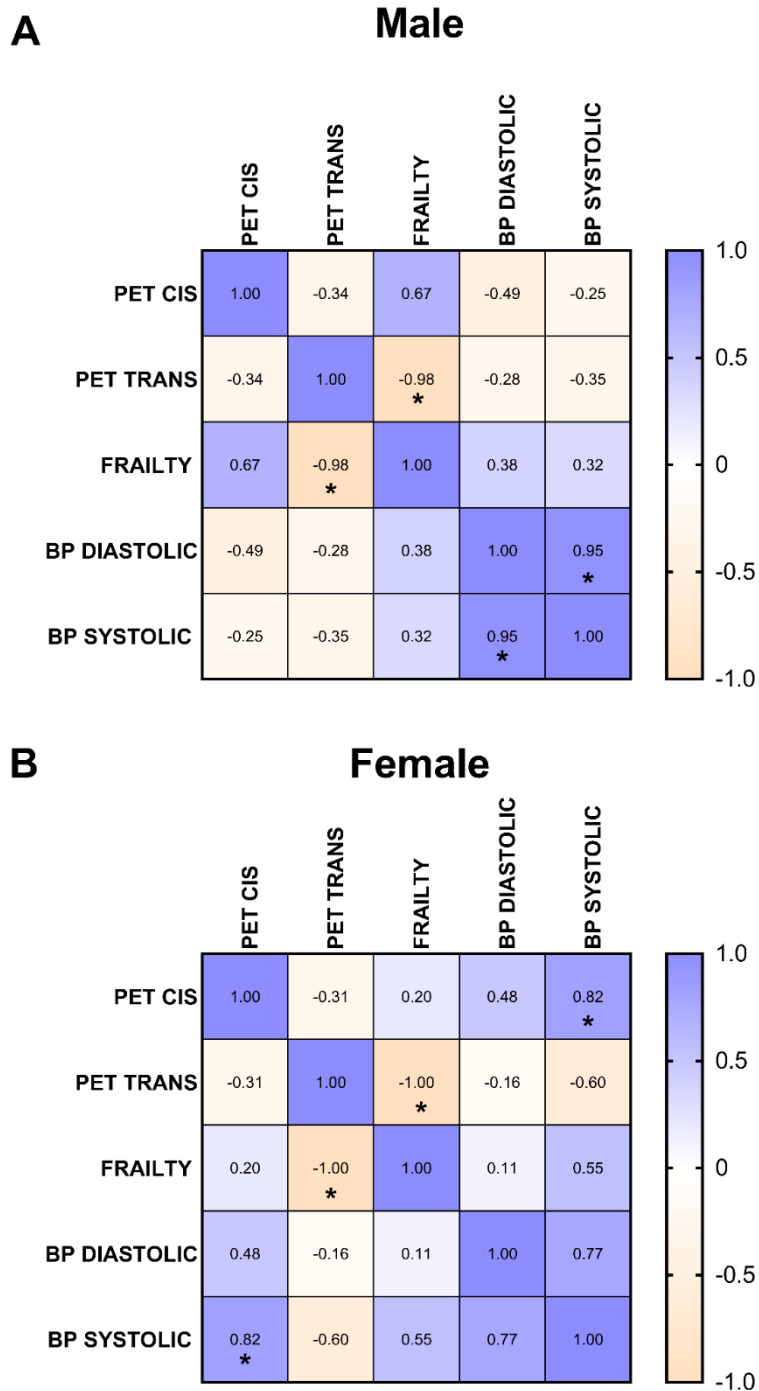 A
Male
PET CIS PET TRANS FRAILTY BP DIASTOLIC BP SYSTOLIC
PET CIS 1.00 -0.34 0.67 -0.49 -0.25
PET TRANS -0.34 1.00 -0.98 * -0.28 -0.35
FRAILTY 0.67 -0.98 * 1.00 0.38 0.32
BP DIASTOLIC -0.49 -0.28 0.38 1.00 0.95 *
BP SYSTOLIC -0.25 -0.35 0.32 0.95 * 1.00
1.0
0.5
0
-0.5
-1.0
B
Female
PET CIS PET TRANS FRAILTY BP DIASTOLIC BP SYSTOLIC
PET CIS 1.00 -0.31 0.20 0.48 0.82 *
PET TRANS -0.31 1.00 -1.00 * -0.16 -0.60
FRAILTY 0.20 -1.00 * 1.00 0.11 0.55
BP DIASTOLIC 0.48 -0.16 0.11 1.00 0.77
BP SYSTOLIC 0.82 * -0.60 0.55 0.77 1.00
1.0
0.5
0
-0.5
-1.0